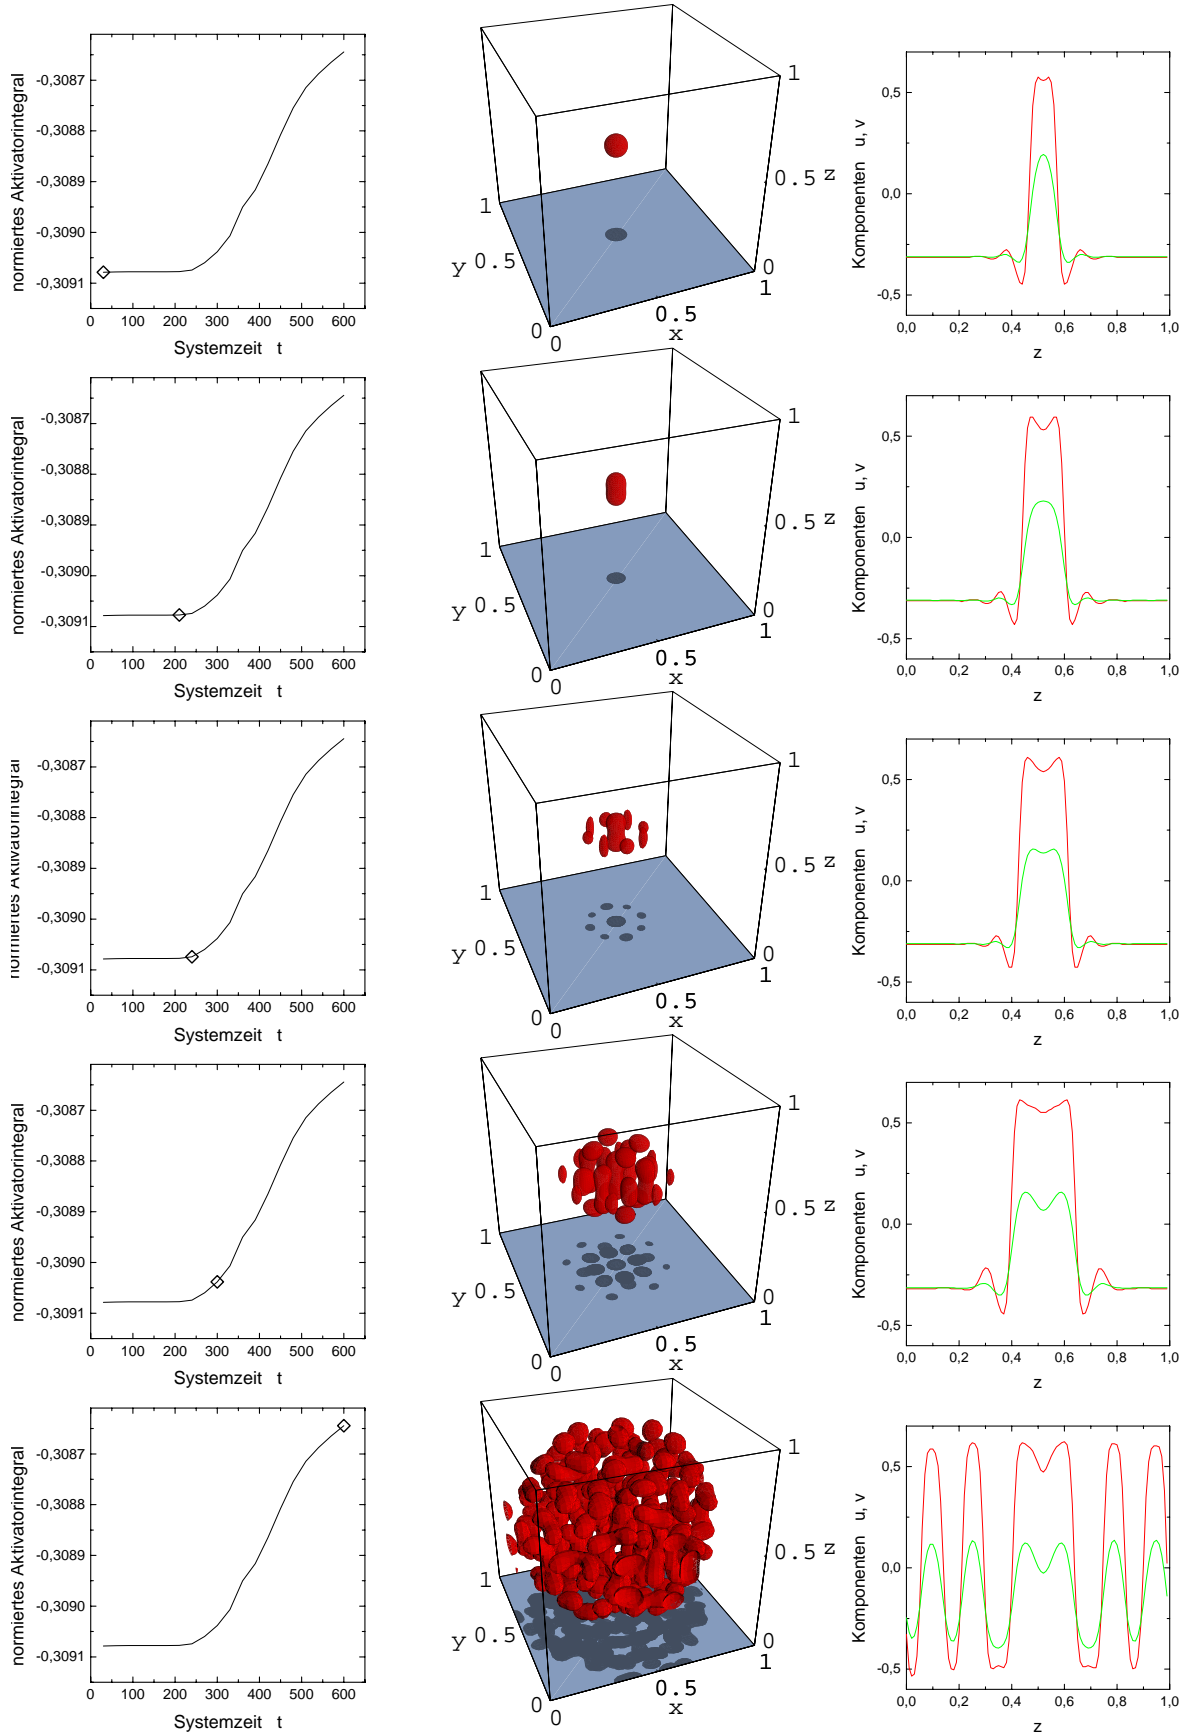 normiertes Aktivatorintegral
-0,3087
-0,3088
-0,3089
-0,3090
-0,3091
0 100 200 300 400 500 600
Systemzeit t
1
0.5 z
0
1
y 0.5
0
0
0.5
x
1
Komponenten u, v
0,5
0,0
-0,5
0,0 0,2 0,4 0,6 0,8 1,0
z
normiertes Aktivatorintegral
-0,3087
-0,3088
-0,3089
-0,3090
-0,3091
0 100 200 300 400 500 600
Systemzeit t
1
0.5 z
0
1
y 0.5
0
0
0.5
x
1
Komponenten u, v
0,5
0,0
-0,5
0,0 0,2 0,4 0,6 0,8 1,0
z
normiertes Aktivatorintegral
-0,3087
-0,3088
-0,3089
-0,3090
-0,3091
0 100 200 300 400 500 600
Systemzeit t
1
0.5 z
0
1
y 0.5
0
0
0.5
x
1
Komponenten u, v
0,5
0,0
-0,5
0,0 0,2 0,4 0,6 0,8 1,0
z
normiertes Aktivatorintegral
-0,3087
-0,3088
-0,3089
-0,3090
-0,3091
0 100 200 300 400 500 600
Systemzeit t
1
0.5 z
0
1
y 0.5
0
0
0.5
x
1
Komponenten u, v
0,5
0,0
-0,5
0,0 0,2 0,4 0,6 0,8 1,0
z
normiertes Aktivatorintegral
-0,3087
-0,3088
-0,3089
-0,3090
-0,3091
0 100 200 300 400 500 600
Systemzeit t
1
0.5 z
0
1
y 0.5
0
0
0.5
x
1
Komponenten u, v
0,5
0,0
-0,5
0,0 0,2 0,4 0,6 0,8 1,0
z